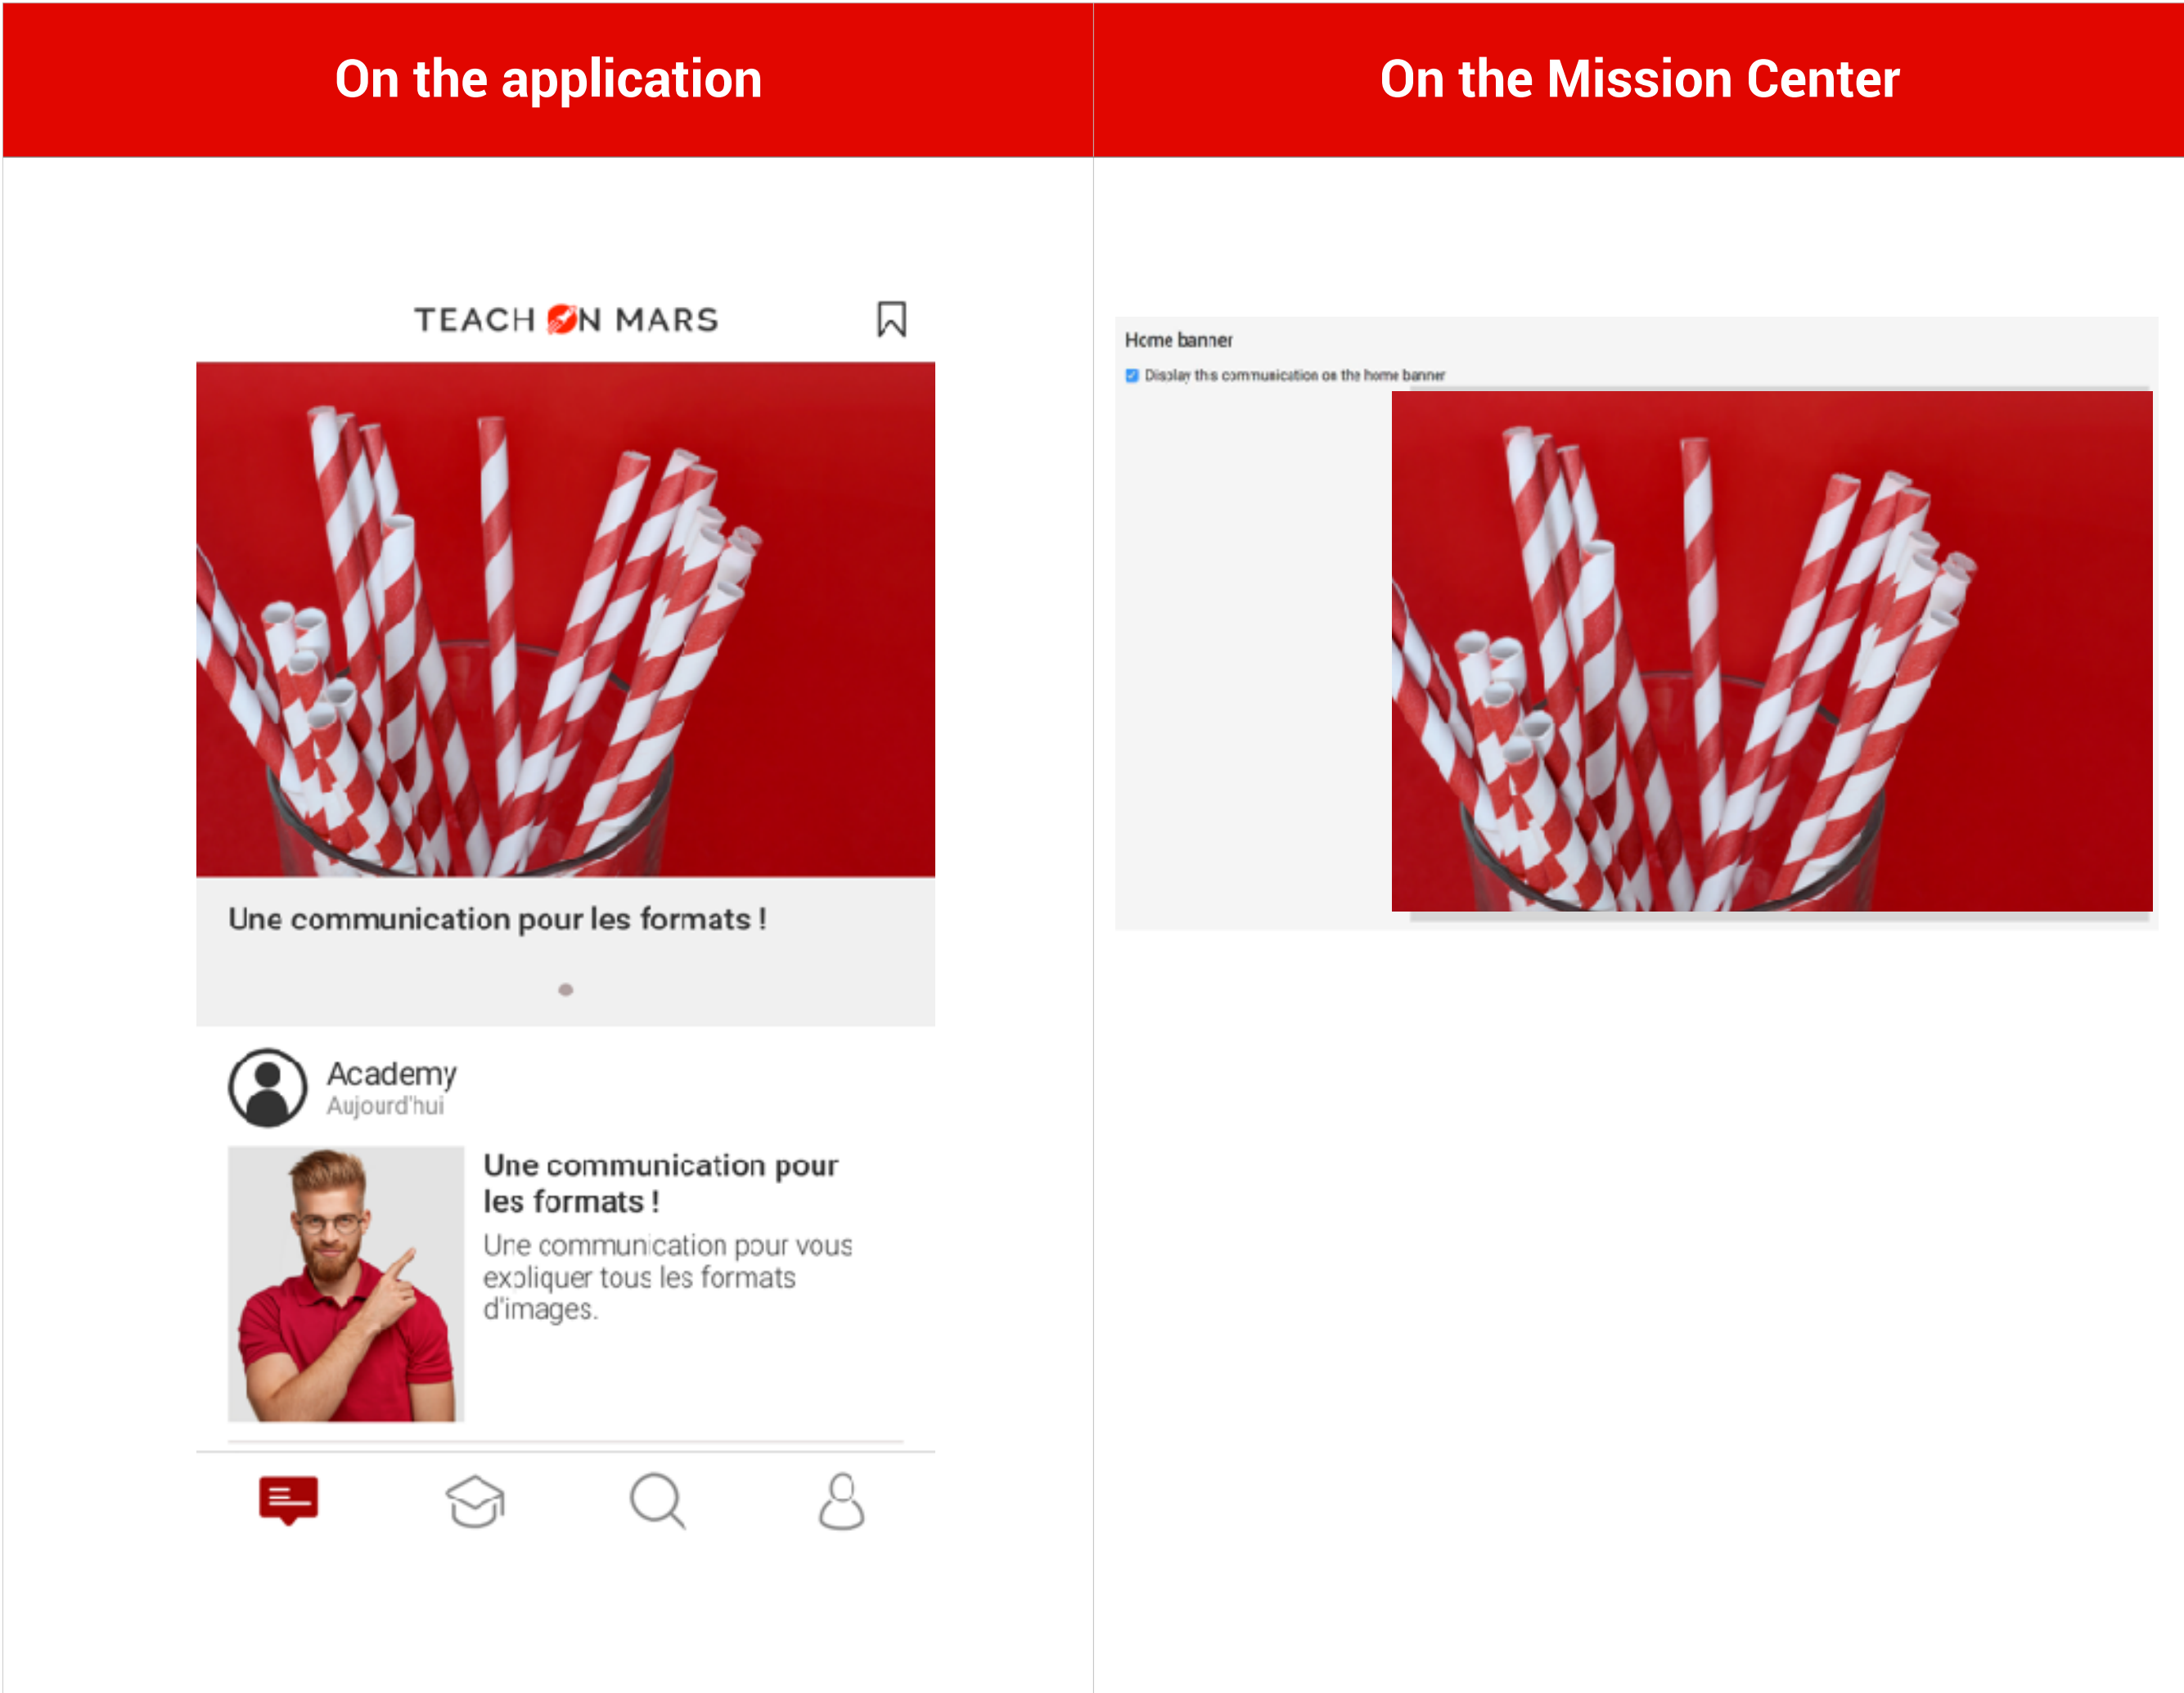 On the application
On the Mission Center
TEACH ON MARS
Home banner
Display this communication on the home banner
Une communication pour les formats !
Academy
Aujourd'hui
Une communication pour
les formats !
Une communication pour vous
expliquer tous les formats
d'images.